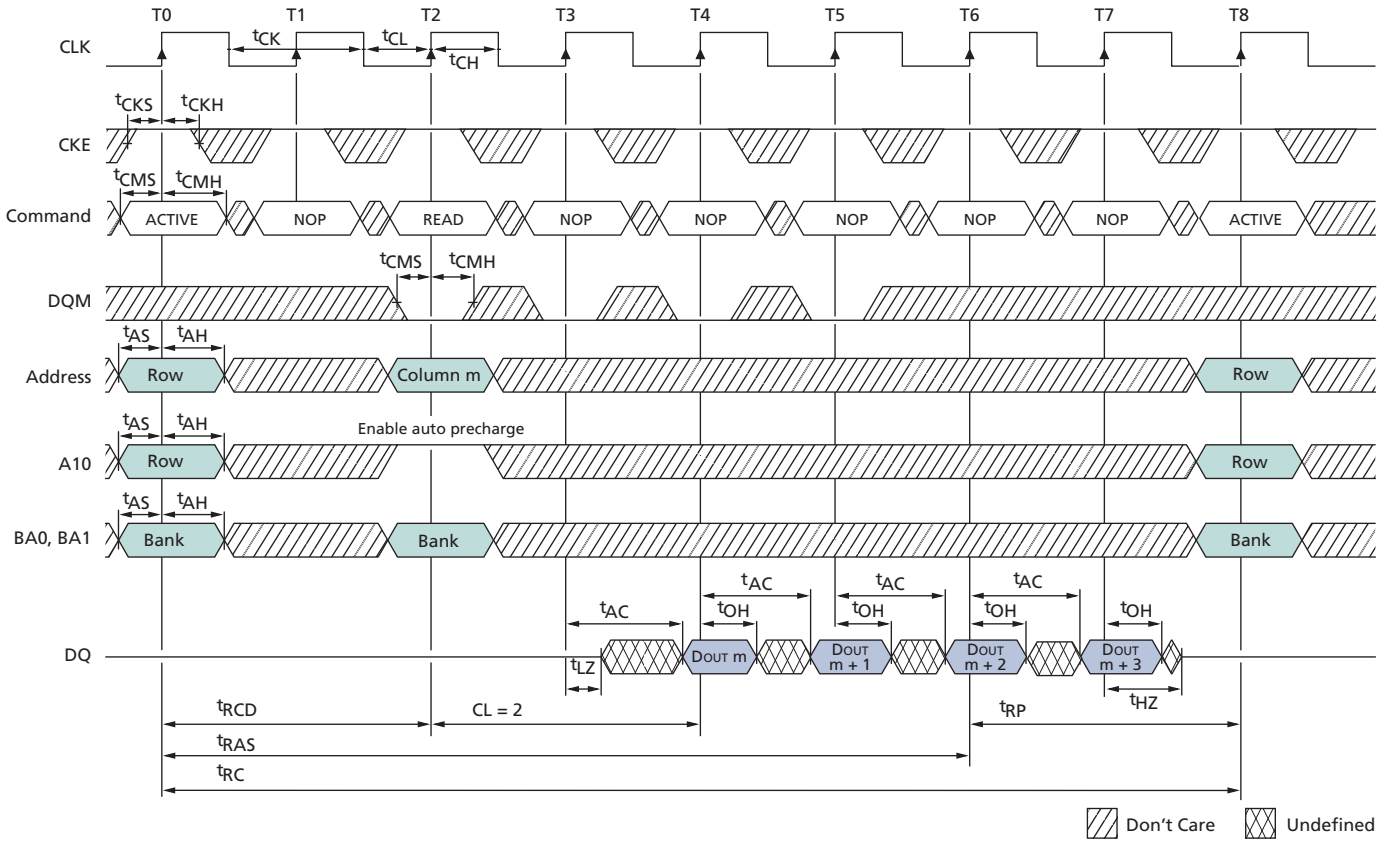 T0 T1 T2 T3 T4 T5 T6 T7 T8
CLK
tCK tCL
tCH
tCKS tCKH
CKE
tCMS tCMH
Command ACTIVE NOP READ NOP NOP NOP NOP NOP ACTIVE
tCMS tCMH
DQM
tAS tAH
Address Row Column m Row
tAS tAH Enable auto precharge
A10 Row Row
tAS tAH
BA0, BA1 Bank Bank Bank
tAC tAC tAC
tAC tOH tOH tOH tOH
DQ DOUT m DOUT m + 1 DOUT m + 2 DOUT m + 3
tLZ tHZ
tRCD CL = 2 tRP
tRAS
tRC
Don't Care Undefined